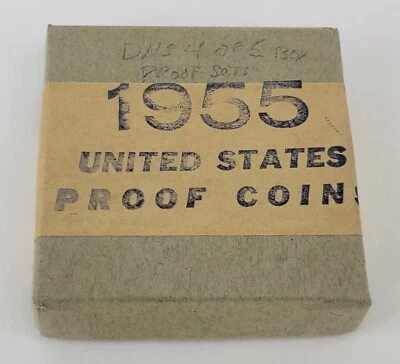 4 OF 5 BOX
PROOF SETS
1955
UNITED STATES
PROOF COINS